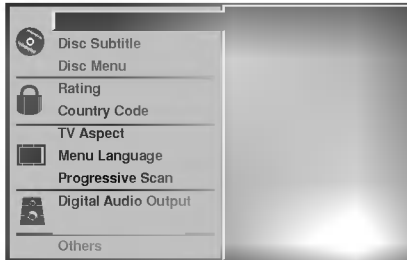 Disc Subtitle
Disc Menu
Rating
Country Code
TV Aspect
Menu Language
Progressive Scan
Digital Audio Output
Others